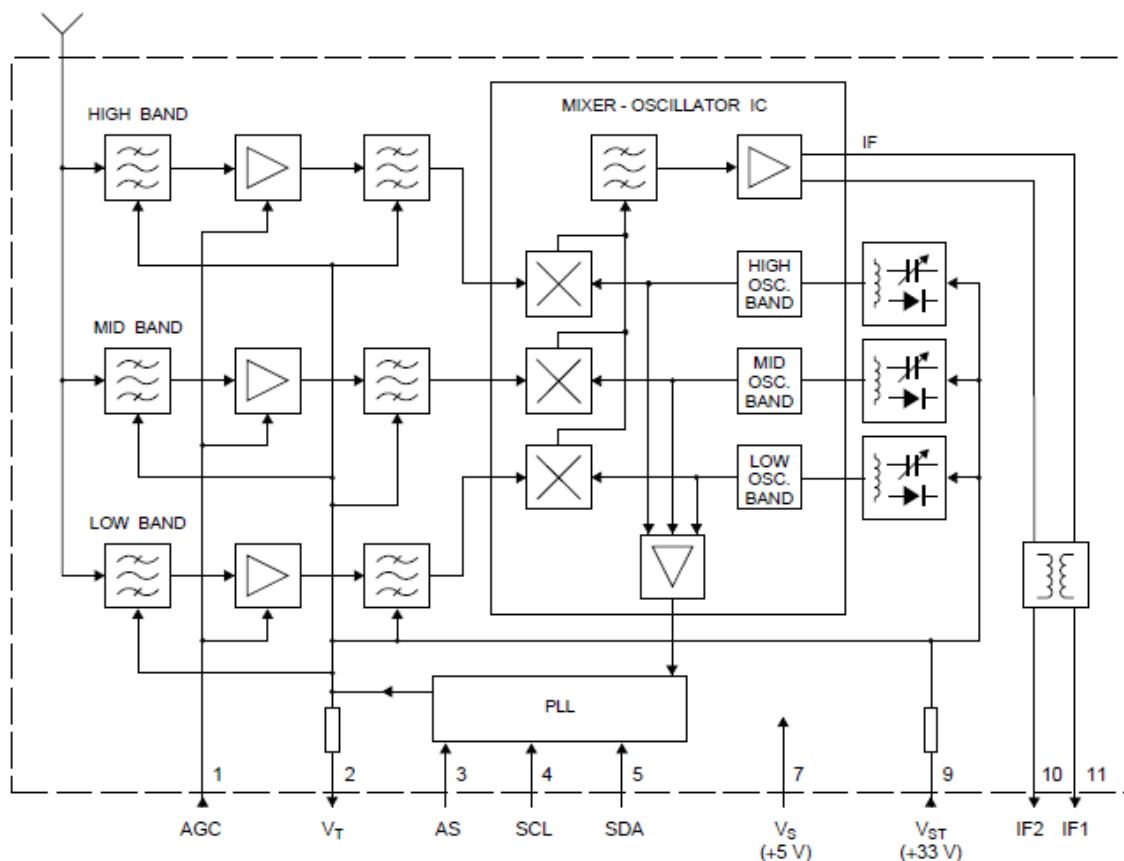 HIGH BAND
MIXER - OSCILLATOR IC
IF
HIGH
OSC.
BAND
MID BAND
MID
OSC.
BAND
LOW
OSC.
BAND
LOW BAND
PLL
1
2
3
4
5
7
9
10
11
AGC
VT
AS
SCL
SDA
VS
(+5 V)
VST
(+33 V)
IF2
IF1